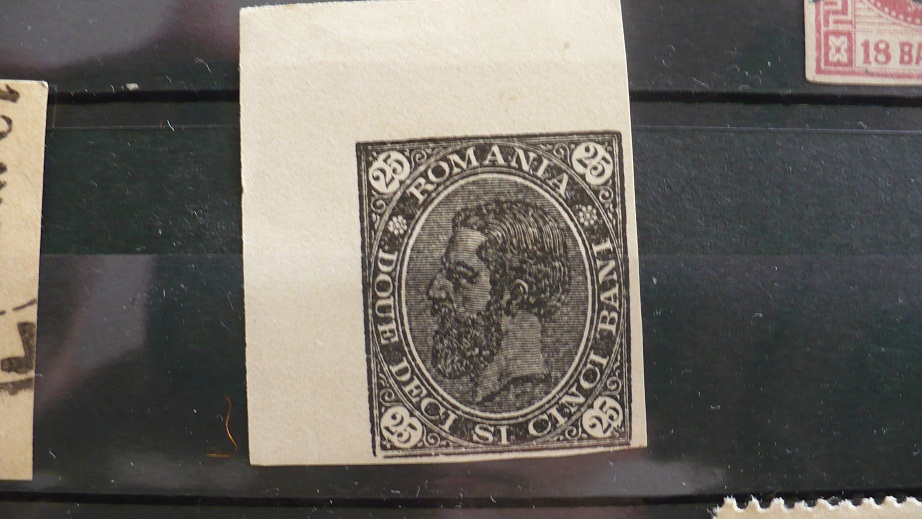 25 25
ROMANIA
DOUE DECI SI CINCI BANI
25 25
18 BA